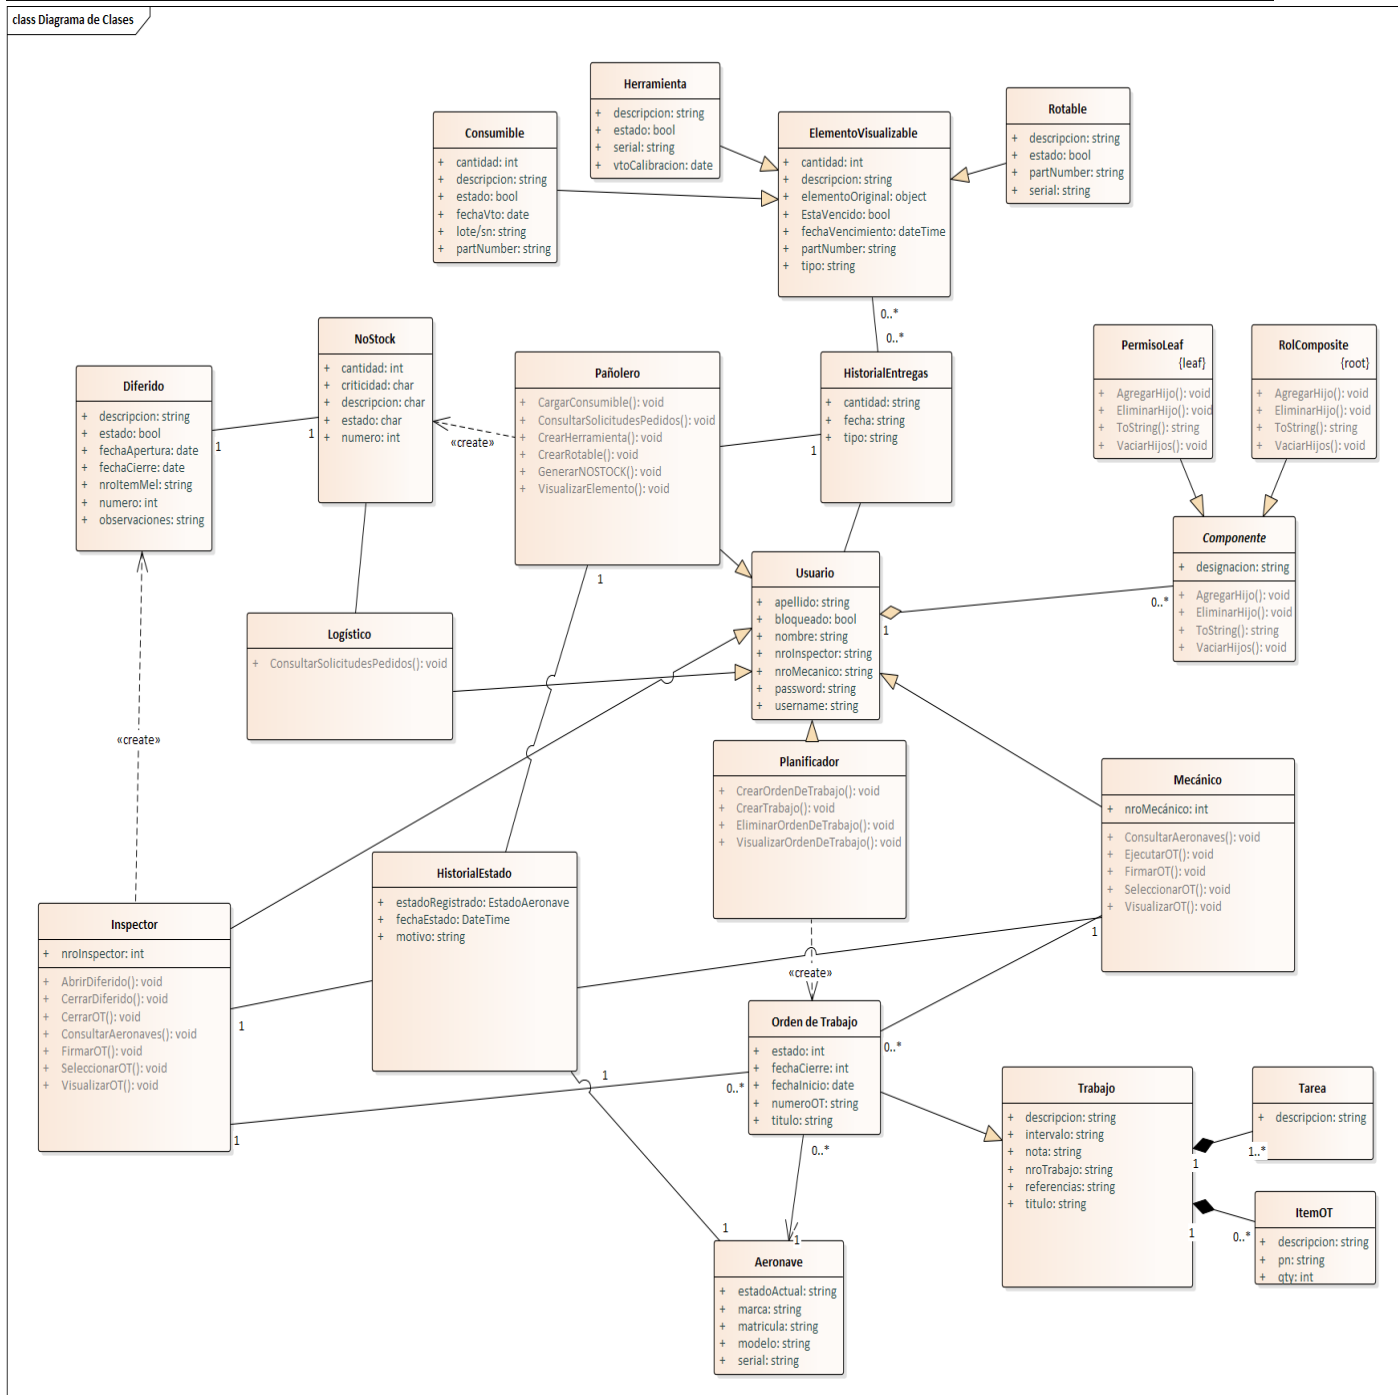 class Diagrama de Clases
Herramienta
+ descripcion: string
+ estado: bool
+ serial: string
+ vtoCalibracion: date
Rotable
+ descripcion: string
+ estado: bool
+ partNumber: string
+ serial: string
Consumible
+ cantidad: int
+ descripcion: string
+ estado: bool
+ fechaVto: date
+ lote/sn: string
+ partNumber: string
ElementoVisualizable
+ cantidad: int
+ descripcion: string
+ elementoOriginal: object
+ EstaVencido: bool
+ fechaVencimiento: dateTime
+ partNumber: string
+ tipo: string
0..*
0..*
NoStock
+ cantidad: int
+ criticidad: char
+ descripcion: char
+ estado: char
+ numero: int
Diferido
+ descripcion: string
+ estado: bool
+ fechaApertura: date
+ fechaCierre: date
+ nroItemMel: string
+ numero: int
+ observaciones: string
1
1
«create»
Pañolero
+ CargarConsumible(): void
+ ConsultarSolicitudesPedidos(): void
+ CrearHerramienta(): void
+ CrearRotable(): void
+ GenerarNOSTOCK(): void
+ VisualizarElemento(): void
1
1
HistorialEntregas
+ cantidad: string
+ fecha: string
+ tipo: string
PermisoLeaf
{leaf}
+ AgregarHijo(): void
+ EliminarHijo(): void
+ ToString(): string
+ VaciarHijos(): void
RolComposite
{root}
+ AgregarHijo(): void
+ EliminarHijo(): void
+ ToString(): string
+ VaciarHijos(): void
Componente
+ designacion: string
+ AgregarHijo(): void
+ EliminarHijo(): void
+ ToString(): string
+ VaciarHijos(): void
0..*
1
Usuario
+ apellido: string
+ bloqueado: bool
+ nombre: string
+ nroInspector: string
+ nroMecanico: string
+ password: string
+ username: string
Logístico
+ ConsultarSolicitudesPedidos(): void
«create»
Planificador
+ CrearOrdenDeTrabajo(): void
+ CrearTrabajo(): void
+ EliminarOrdenDeTrabajo(): void
+ VisualizarOrdenDeTrabajo(): void
Mecánico
+ nroMecánico: int
+ ConsultarAeronaves(): void
+ EjecutarOT(): void
+ FirmarOT(): void
+ SeleccionarOT(): void
+ VisualizarOT(): void
1
HistorialEstado
+ estadoRegistrado: EstadoAeronave
+ fechaEstado: DateTime
+ motivo: string
Inspector
+ nroInspector: int
+ AbrirDiferido(): void
+ CerrarDiferido(): void
+ CerrarOT(): void
+ ConsultarAeronaves(): void
+ FirmarOT(): void
+ SeleccionarOT(): void
+ VisualizarOT(): void
1
1
«create»
Orden de Trabajo
+ estado: int
+ fechaCierre: int
+ fechaInicio: date
+ numeroOT: string
+ titulo: string
0..*
1
0..*
0..*
Trabajo
+ descripcion: string
+ intervalo: string
+ nota: string
+ nroTrabajo: string
+ referencias: string
+ titulo: string
1
1
Tarea
+ descripcion: string
1..*
ItemOT
+ descripcion: string
+ pn: string
+ qty: int
0..*
1
1
Aeronave
+ estadoActual: string
+ marca: string
+ matricula: string
+ modelo: string
+ serial: string